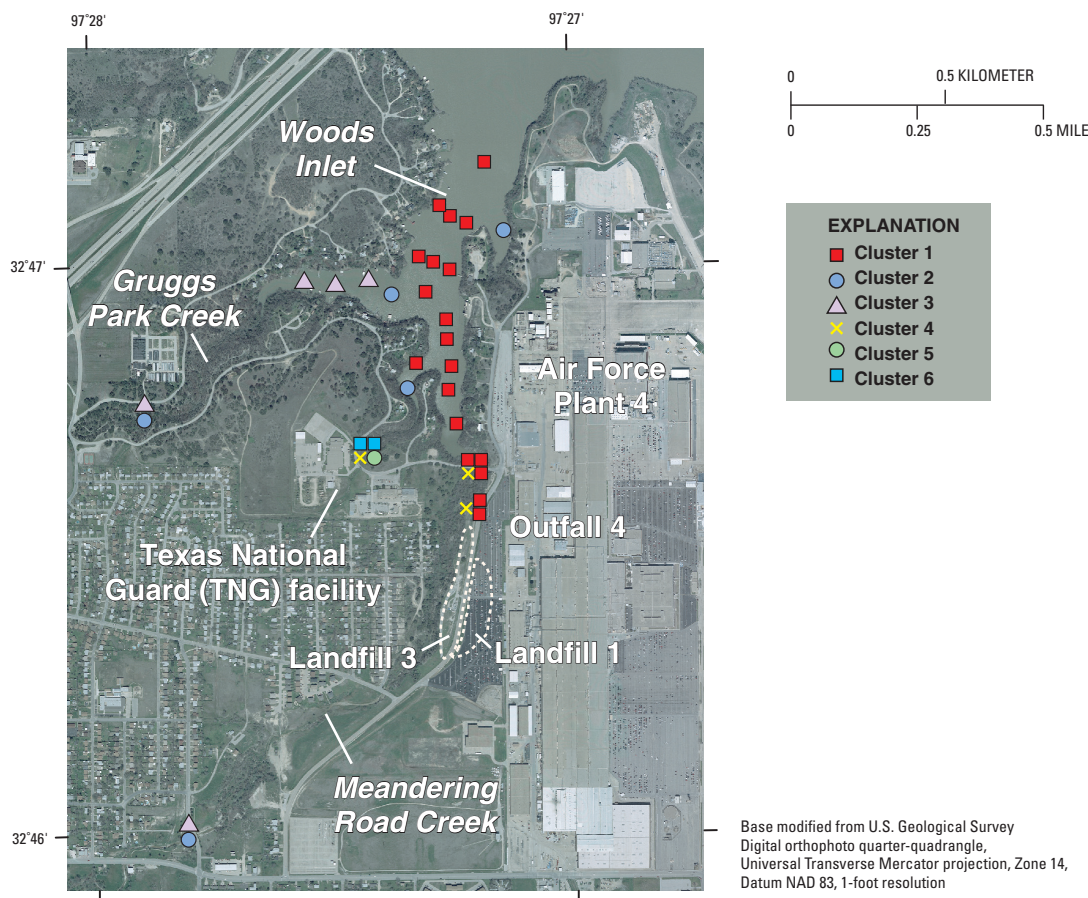 97°28'
97°27'
0
0.5 KILOMETER
0
0.25
0.5 MILE
Woods
Inlet
EXPLANATION
Cluster 1
Cluster 2
Cluster 3
Cluster 4
Cluster 5
Cluster 6
32°47'
Gruggs
Park Creek
Air Force
Plant 4
Outfall 4
Texas National
Guard (TNG) facility
Landfill 3
Landfill 1
Meandering
Road Creek
32°46'
Base modified from U.S. Geological Survey
Digital orthophoto quarter-quadrangle,
Universal Transverse Mercator projection, Zone 14,
Datum NAD 83, 1-foot resolution